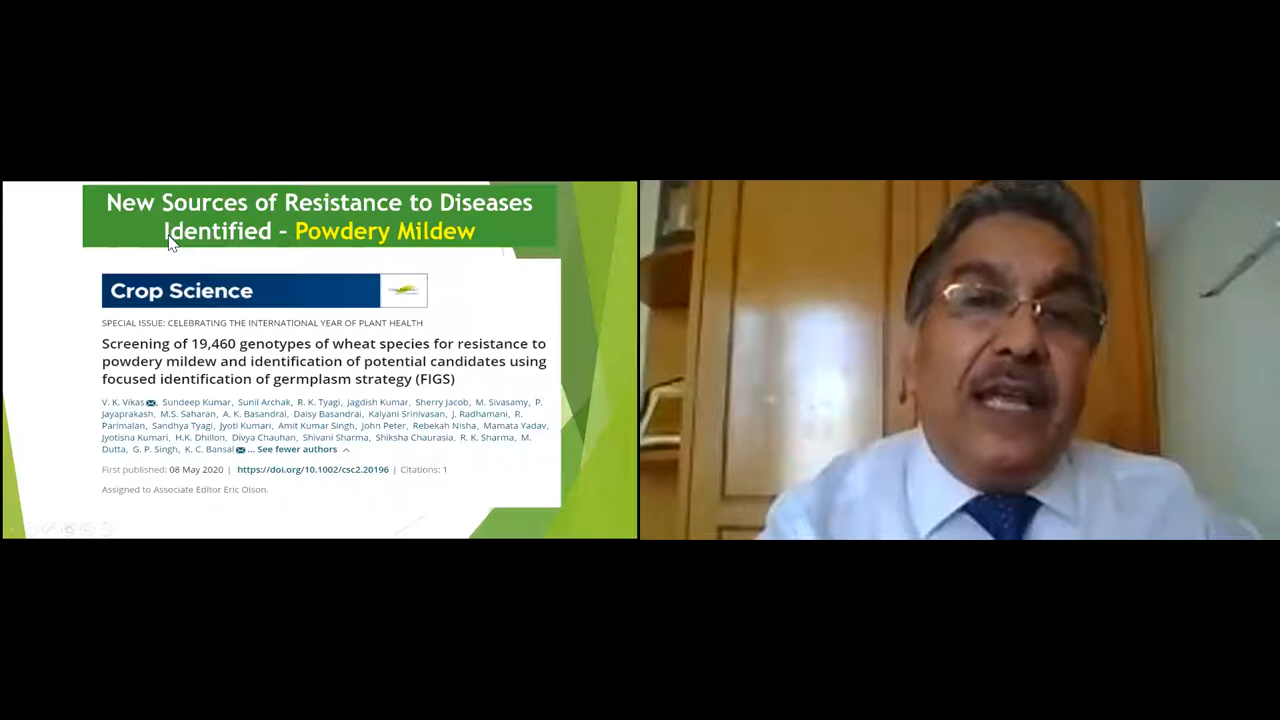 New Sources of Resistance to Diseases
Identified - Powdery Mildew
Crop Science
SPECIAL ISSUE: CELEBRATING THE INTERNATIONAL YEAR OF PLANT HEALTH
Screening of 19,460 genotypes of wheat species for resistance to
powdery mildew and identification of potential candidates using
focused identification of germplasm strategy (FIGS)
V. K. Vikas, Sundeep Kumar, Sunil Archak, R. K. Tyagi, Jagdish Kumar, Sherry Jacob, M. Sivasamy, P.
Jayaprakash, M.S. Saharan, A. K. Basandrai, Daisy Basandrai, Kalyani Srinivasan, J. Radhamani, R.
Parimalan, Sandhya Tyagi, Jyoti Kumari, Amit Kumar Singh, John Peter, Rebekah Nisha, Mamata Yadav,
Jyotisna Kumari, H.K. Dhillon, Divya Chauhan, Shivani Sharma, Shiksha Chaurasia, R. K. Sharma, M.
Dutta, G. P. Singh, K. C. Bansal ... See fewer authors
First published: 08 May 2020 | https://doi.org/10.1002/csc2.20196 | Citations: 1
Assigned to Associate Editor Eric Olson.